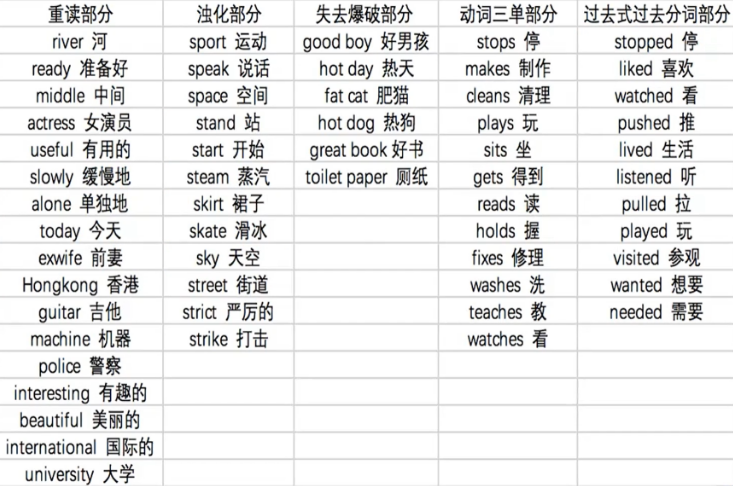 重读部分 浊化部分 失去爆破部分 动词三单部分 过去式过去分词部分
river 河 sport 运动 good boy 好男孩 stops 停 stopped 停
ready 准备好 speak 说话 hot day 热天 makes 制作 liked 喜欢
middle 中间 space 空间 fat cat 肥猫 cleans 清理 watched 看
actress 女演员 stand 站 hot dog 热狗 plays 玩 pushed 推
useful 有用的 start 开始 great book 好书 sits 坐 lived 生活
slowly 缓慢地 steam 蒸汽 toilet paper 厕纸 gets 得到 listened 听
alone 单独地 skirt 裙子 reads 读 pulled 拉
today 今天 skate 滑冰 holds 握 played 玩
exwife 前妻 sky 天空 fixes 修理 visited 参观
Hongkong 香港 street 街道 washes 洗 wanted 想要
guitar 吉他 strict 严厉的 teaches 教 needed 需要
machine 机器 strike 打击 watches 看
police 警察
interesting 有趣的
beautiful 美丽的
international 国际的
university 大学